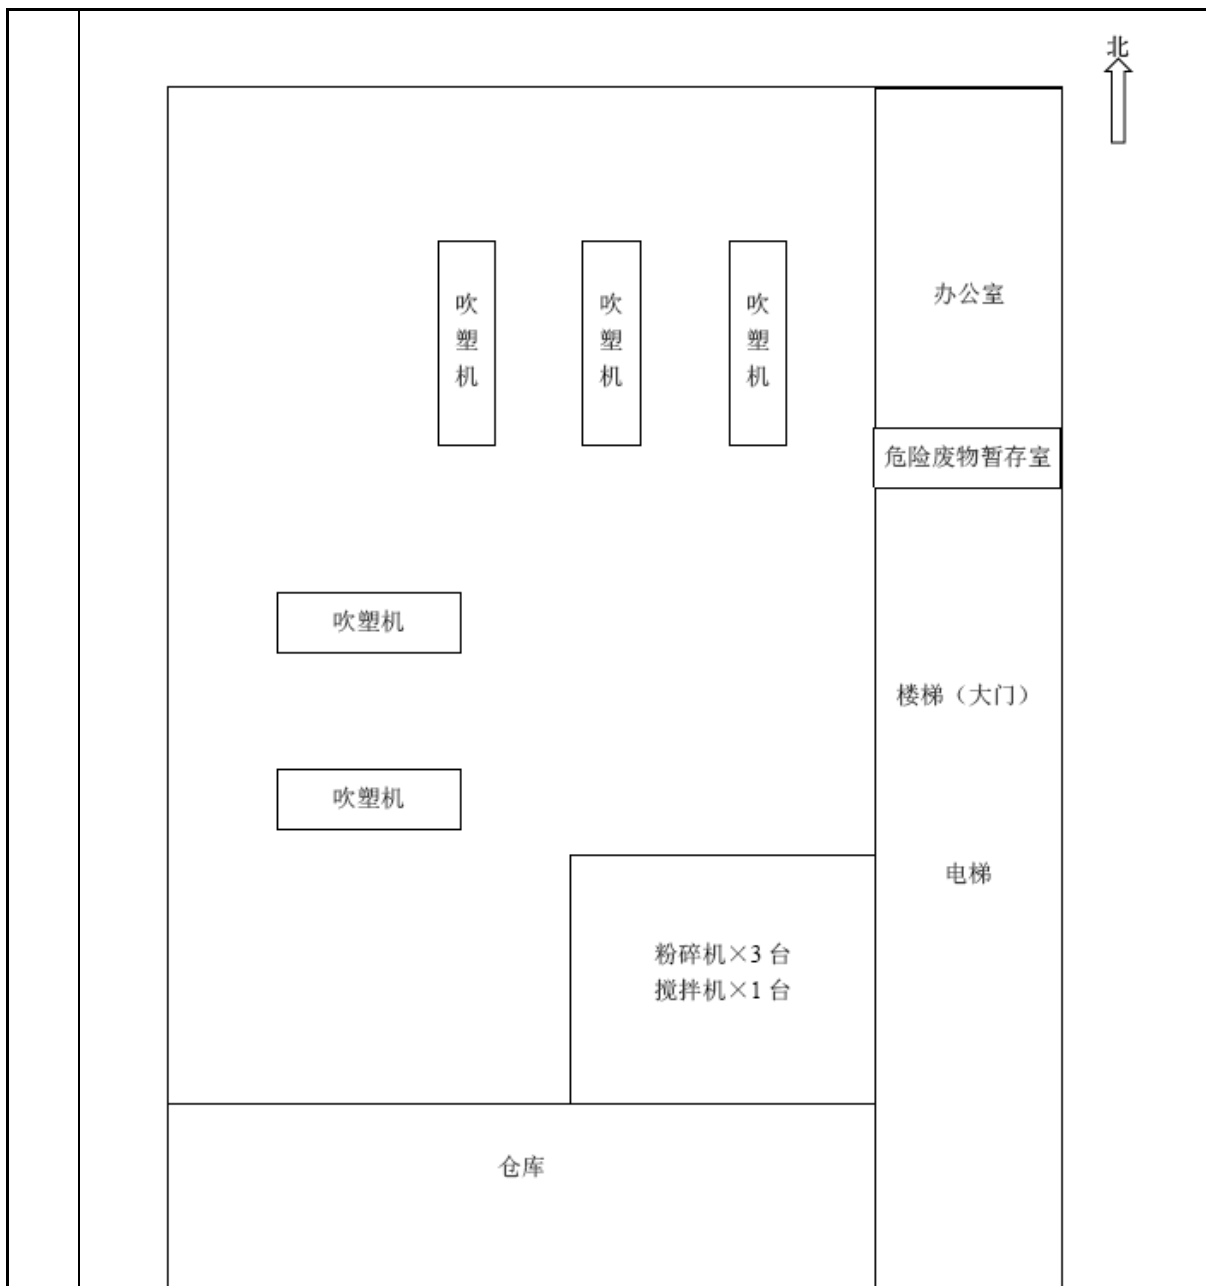 北
办公室
吹塑机
吹塑机
吹塑机
危险废物暂存室
吹塑机
楼梯（大门）
吹塑机
电梯
粉碎机×3 台
搅拌机×1 台
仓库